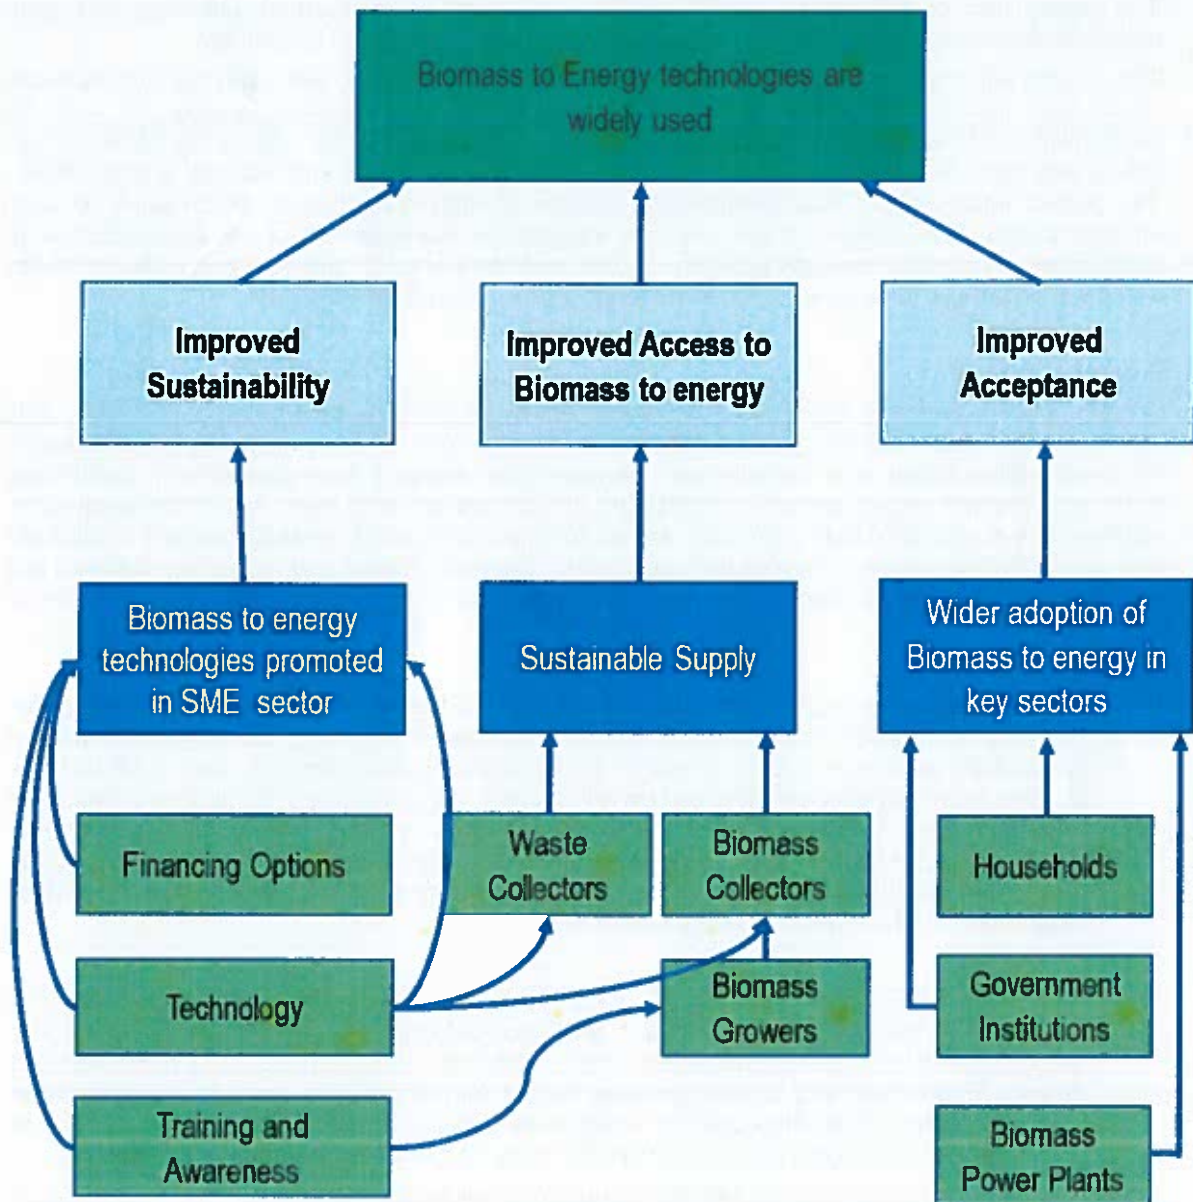 Biomass to Energy technologies are
widely used
Improved
Sustainability
Improved Access to
Biomass to energy
Improved
Acceptance
Biomass to energy
technologies promoted
in SME sector
Sustainable Supply
Wider adoption of
Biomass to energy in
key sectors
Financing Options
Waste
Collectors
Biomass
Collectors
Households
Technology
Biomass
Growers
Government
Institutions
Training and
Awareness
Biomass
Power Plants